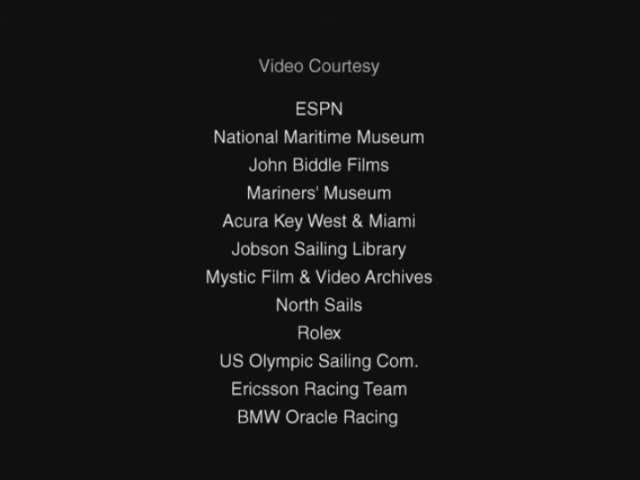 Video Courtesy
ESPN
National Maritime Museum
John Biddle Films
Mariners' Museum
Acura Key West & Miami
Jobson Sailing Library
Mystic Film & Video Archives
North Sails
Rolex
US Olympic Sailing Com.
Ericsson Racing Team
BMW Oracle Racing